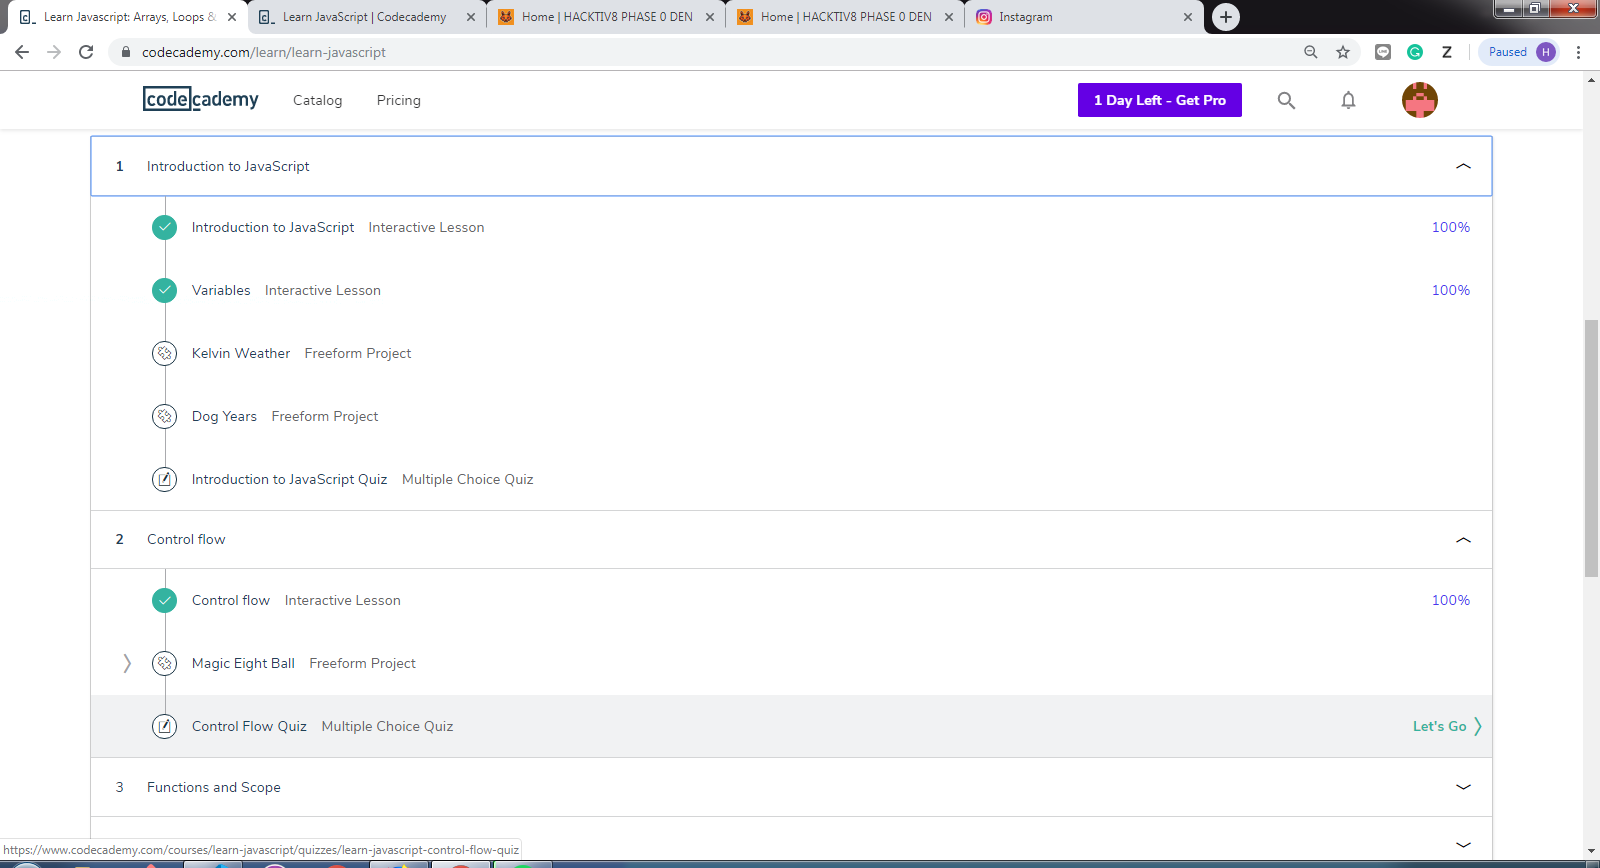 Learn Javascript: Arrays, Loops &
Learn JavaScript | Codecademy
Home | HACKTIV8 PHASE 0 DEN
Home | HACKTIV8 PHASE 0 DEN
Instagram
codecademy.com/learn/learn-javascript
Z
Paused
H
codecademy
Catalog
Pricing
1 Day Left - Get Pro
1 Introduction to JavaScript
Introduction to JavaScript Interactive Lesson 100%
Variables Interactive Lesson 100%
Kelvin Weather Freeform Project
Dog Years Freeform Project
Introduction to JavaScript Quiz Multiple Choice Quiz
2 Control flow
Control flow Interactive Lesson 100%
Magic Eight Ball Freeform Project
Control Flow Quiz Multiple Choice Quiz Let's Go
3 Functions and Scope
https://www.codecademy.com/courses/learn-javascript/quizzes/learn-javascript-control-flow-quiz